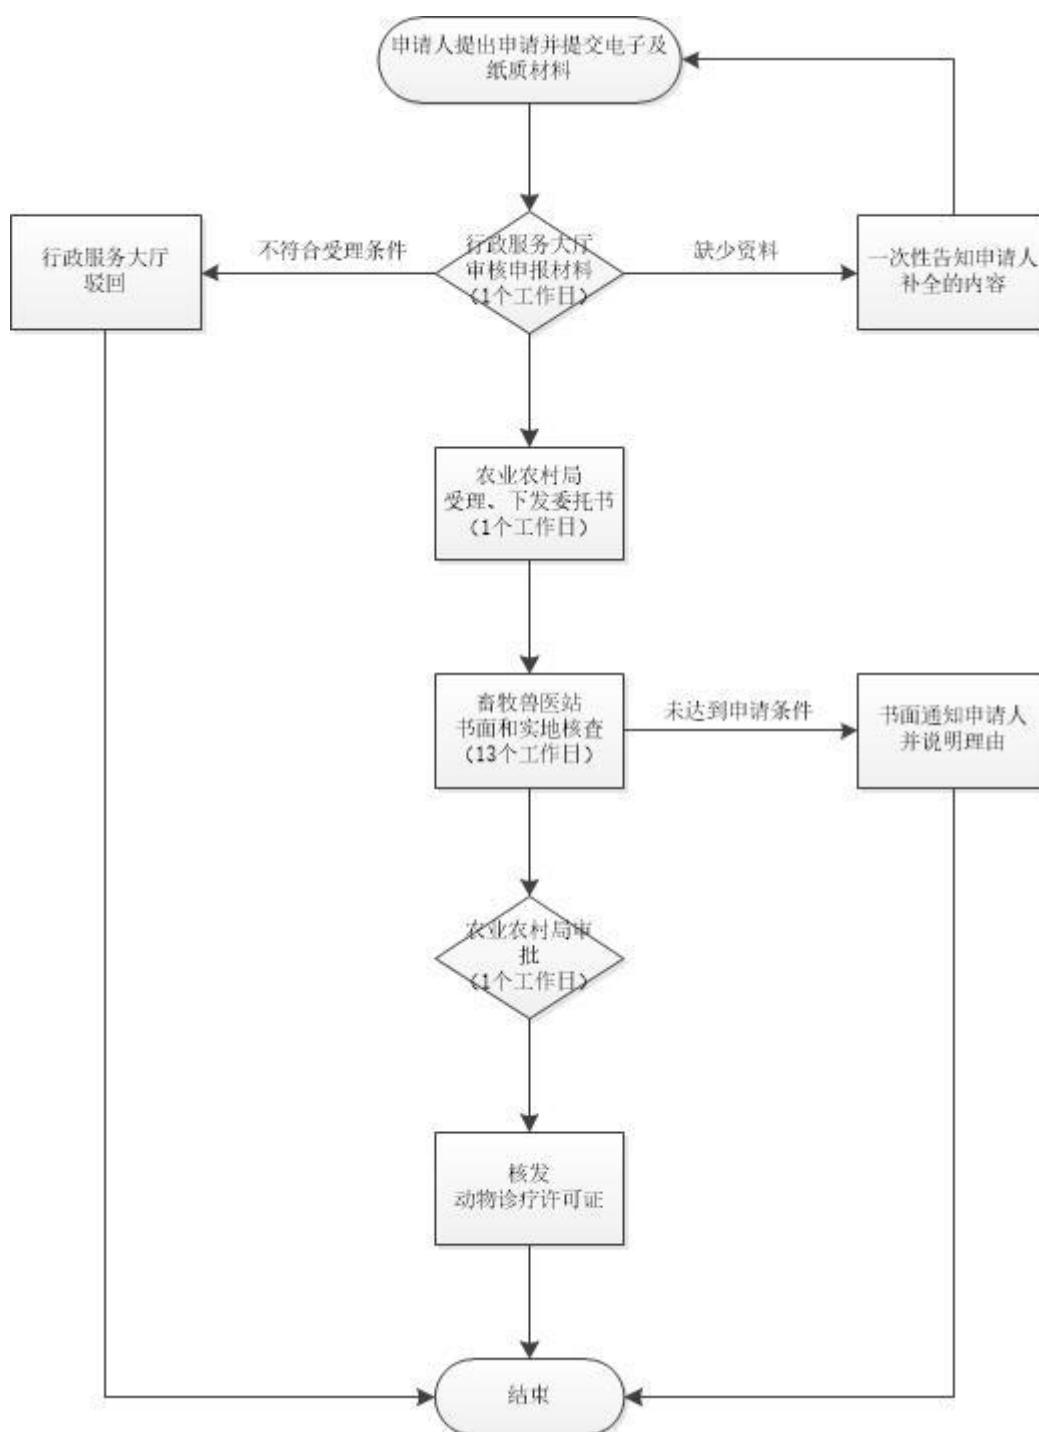 申请人提出申请并提交电子及
纸质材料
行政服务大厅
驳回
不符合受理条件
行政服务大厅
审核申报材料
(1个工作日)
缺少资料
一次性告知申请人
补全的内容
农业农村局
受理、下发委托书
(1个工作日)
畜牧兽医站
书面和实地核查
(13个工作日)
未达到申请条件
书面通知申请人
并说明理由
农业农村局审
批
(1个工作日)
核发
动物诊疗许可证
结束